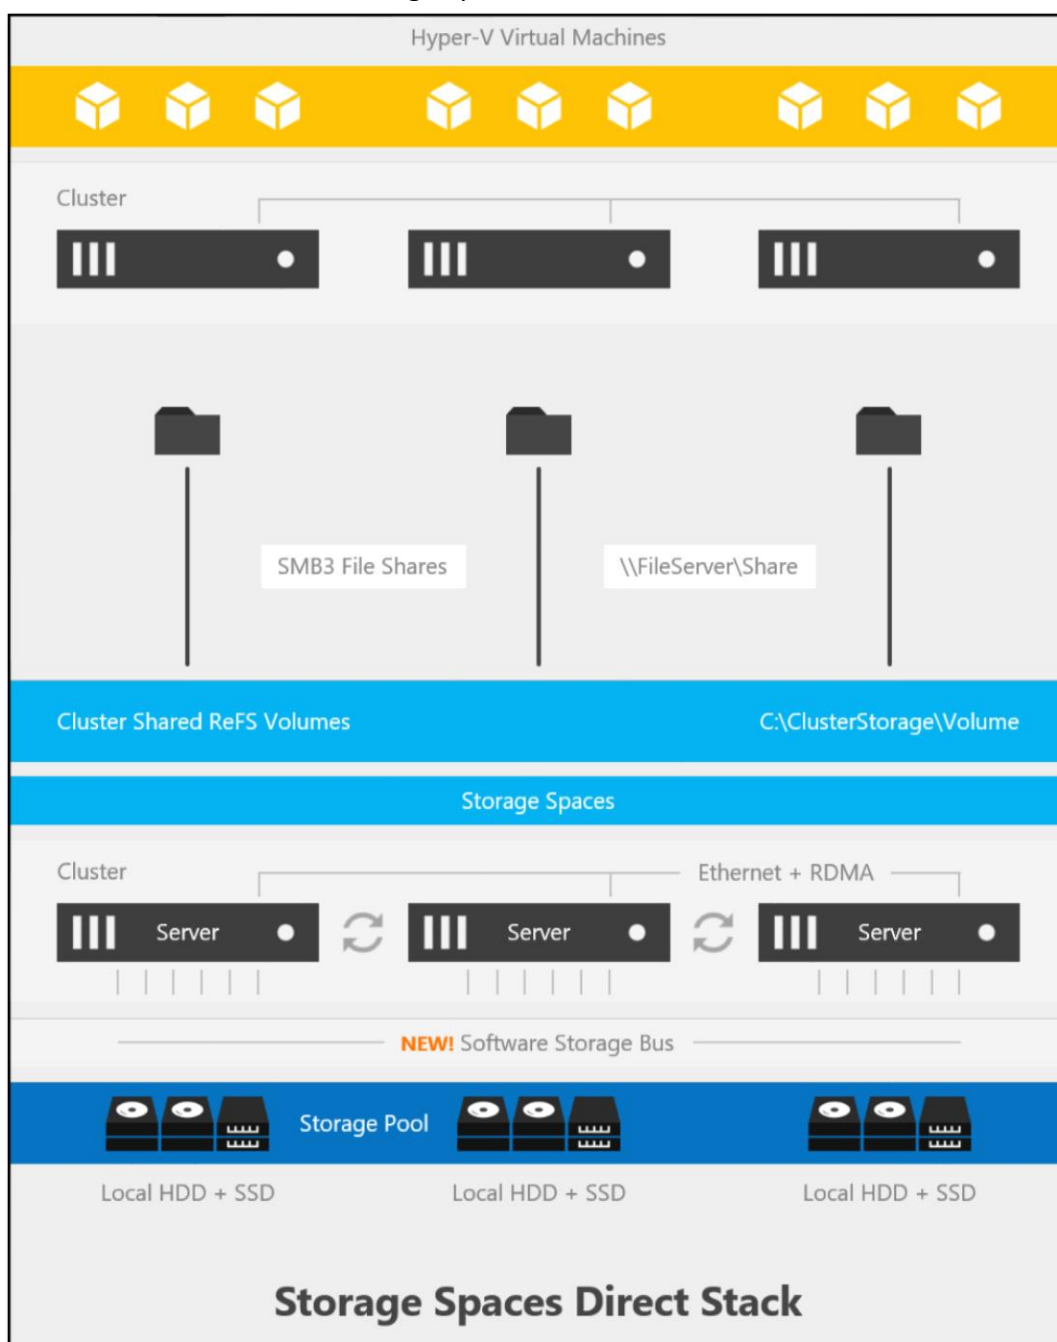 Hyper-V Virtual Machines
Cluster
SMB3 File Shares
\\FileServer\Share
Cluster Shared ReFS Volumes
C:\ClusterStorage\Volume
Storage Spaces
Cluster
Ethernet + RDMA
Server
Server
Server
NEW! Software Storage Bus
Storage Pool
Local HDD + SSD
Local HDD + SSD
Local HDD + SSD
Storage Spaces Direct Stack